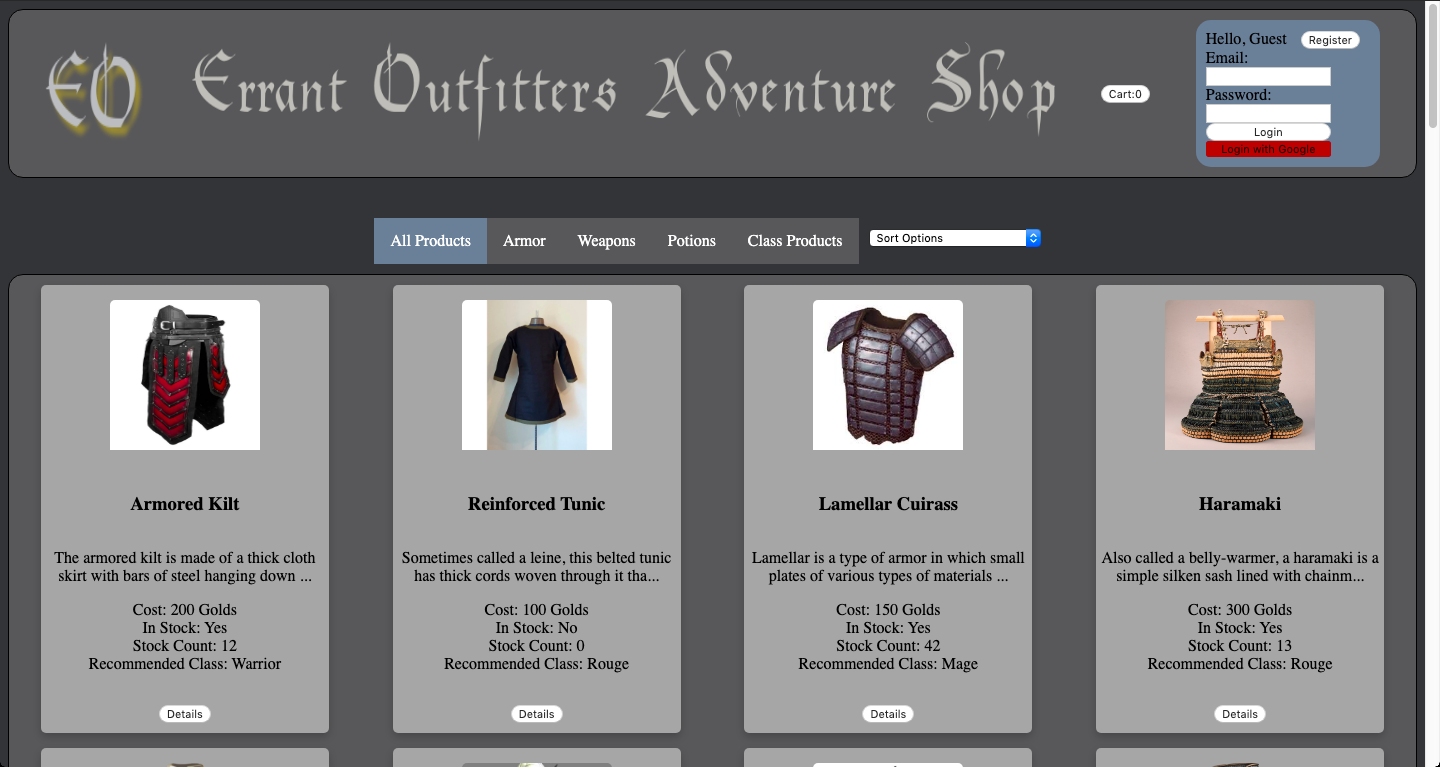 EO Errant Outfitters Adventure Shop
Cart:0
Hello, Guest Register
Email:
Password:
Login
Login with Google
All Products Armor Weapons Potions Class Products Sort Options
Armored Kilt
The armored kilt is made of a thick cloth
skirt with bars of steel hanging down ...
Cost: 200 Golds
In Stock: Yes
Stock Count: 12
Recommended Class: Warrior
Details
Reinforced Tunic
Sometimes called a leine, this belted tunic
has thick cords woven through it tha...
Cost: 100 Golds
In Stock: No
Stock Count: 0
Recommended Class: Rouge
Details
Lamellar Cuirass
Lamellar is a type of armor in which small
plates of various types of materials ...
Cost: 150 Golds
In Stock: Yes
Stock Count: 42
Recommended Class: Mage
Details
Haramaki
Also called a belly-warmer, a haramaki is a
simple silken sash lined with chainm...
Cost: 300 Golds
In Stock: Yes
Stock Count: 13
Recommended Class: Rouge
Details